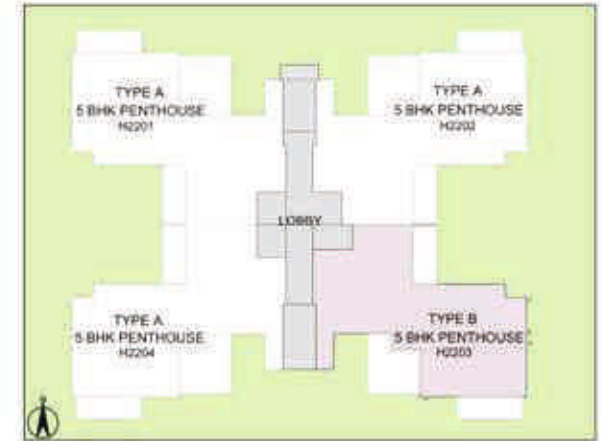 TYPE A
5 BHK PENTHOUSE
H2201
TYPE A
5 BHK PENTHOUSE
H2202
LOBBY
TYPE A
5 BHK PENTHOUSE
H2204
TYPE B
5 BHK PENTHOUSE
H2203